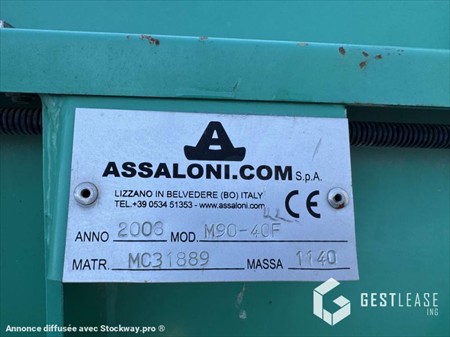 ASSALONI.COM S.p.A.
LIZZANO IN BELVEDERE (BO) ITALY
TEL.+39 0534 51353 - www.assaloni.com
CE
ANNO 2006 MOD. M90-40F
MATR. MC31889 MASSA 1140
GESTLEASE
INC
Annonce diffusée avec Stockway.pro ®